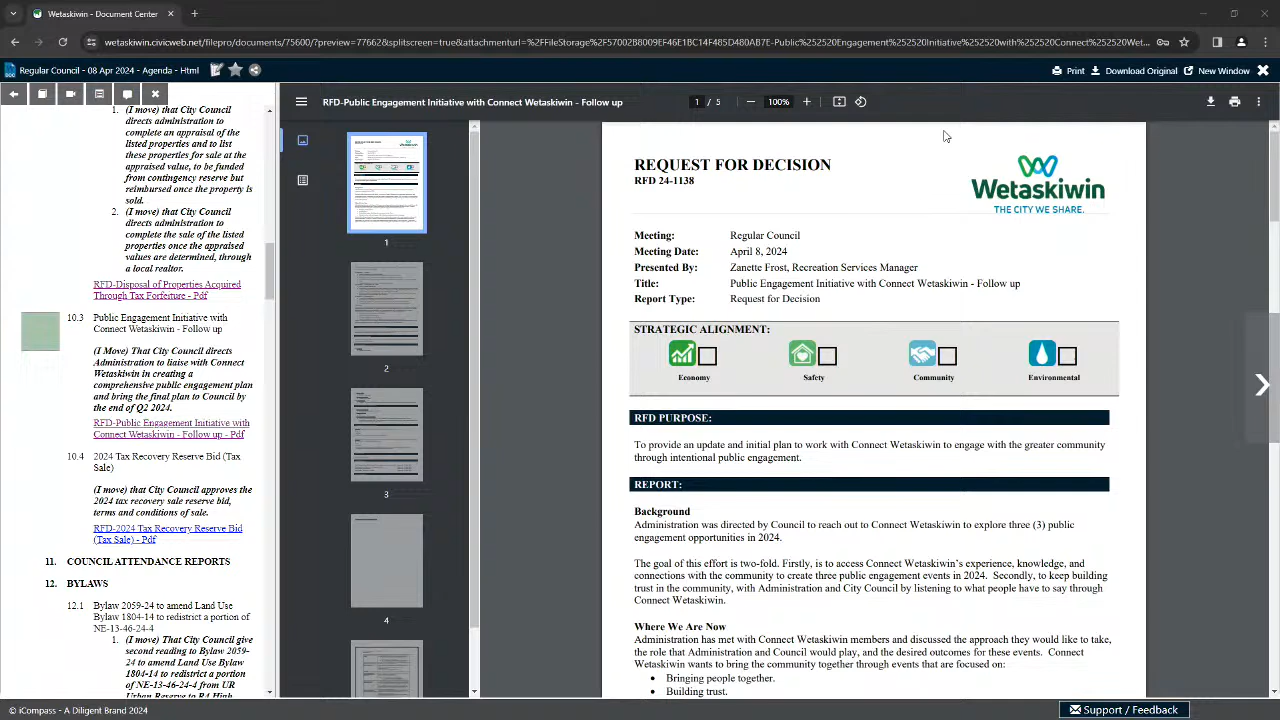 Wetaskiwin - Document Center
wetaskiwin.civicweb.net/filepro/documents/75600/?preview=77662&splitscreen=true&attachmenturl=%2FFileStorage%2F57002B8009EF46E1BC14F485D480AB7E-Public%252520Engagement%252520Initiative%252520with%252520Connect%252520Wet...
Regular Council - 08 Apr 2024 - Agenda - Html
Print
Download Original
New Window
1. (I move) that City Council
directs administration to
complete an appraisal of the
listed properties and to list
these properties for sale at the
appraised value, to be funded
from contingency reserve but
reimbursed once the property is
sold.
2. (I move) that City Council
directs administration to
complete the sale of the listed
properties once the appraised
values are determined, through
a local realtor.
RFD-Disposal of Properties Acquired
Through Tax Forfeiture - Pdf
10.3 Public Engagement Initiative with
Connect Wetaskiwin - Follow up
(I Move) That City Council directs
Administration to liaise with Connect
Wetaskiwin in creating a
comprehensive public engagement plan
and bring the final plan to Council by
the end of Q2 2024.
RFD-Public Engagement Initiative with
Connect Wetaskiwin - Follow up - Pdf
10.4 2024 Tax Recovery Reserve Bid (Tax
Sale)
(I move) that City Council approves the
2024 tax recovery sale reserve bid,
terms and conditions of sale.
RFD-2024 Tax Recovery Reserve Bid
(Tax Sale) - Pdf
11. COUNCIL ATTENDANCE REPORTS
12. BYLAWS
12.1 Bylaw 2059-24 to amend Land Use
Bylaw 1804-14 to redistrict a portion of
NE-13-46-24-4
1. (I move) That City Council give
second reading to Bylaw 2059-
24 to amend Land Use Bylaw
1804-14 to redistrict a portion
of NE-13-46-24-4 from UR
Urban Reserve to R4 High
RFD-Public Engagement Initiative with Connect Wetaskiwin - Follow up
1 / 5
100%
1
2
3
4
REQUEST FOR DECISION
RFD 24-1138
Wetaskiwin
THE CITY WE SHARE.
Meeting: Regular Council
Meeting Date: April 8, 2024
Presented By: Zanette Frost, Recreation Services Manager
Title: Public Engagement Initiative with Connect Wetaskiwin - Follow up
Report Type: Request for Decision
STRATEGIC ALIGNMENT:
Economy Safety Community Environmental
RFD PURPOSE:
To provide an update and initial plan to work with Connect Wetaskiwin to engage with the greater community
through intentional public engagement.
REPORT:
Background
Administration was directed by Council to reach out to Connect Wetaskiwin to explore three (3) public
engagement opportunities in 2024.
The goal of this effort is two-fold. Firstly, is to access Connect Wetaskiwin's experience, knowledge, and
connections with the community to create three public engagement events in 2024. Secondly, to keep building
trust in the community, with Administration and City Council by listening to what people have to say through
Connect Wetaskiwin.
Where We Are Now
Administration has met with Connect Wetaskiwin members and discussed the approach they would like to take,
the role that Administration and Council would play, and the desired outcomes for these events. Connect
Wetaskiwin wants to bring the community together through events that are focused on:
• Bringing people together.
• Building trust.
© iCompass - A Diligent Brand 2024
Support / Feedback